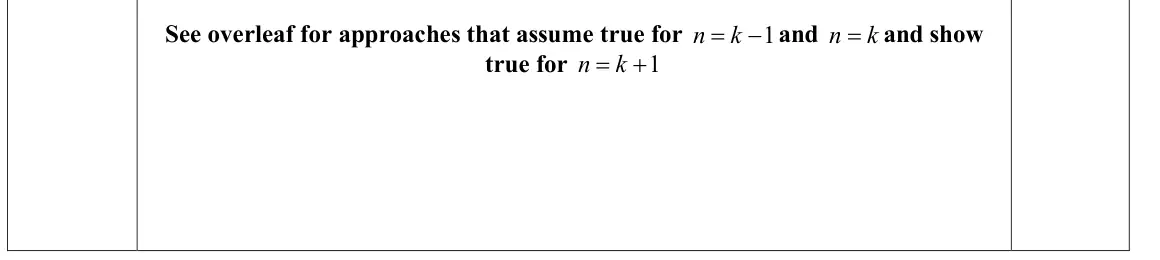 See overleaf for approaches that assume true for n = k −1 and n = k and show
true for n = k +1